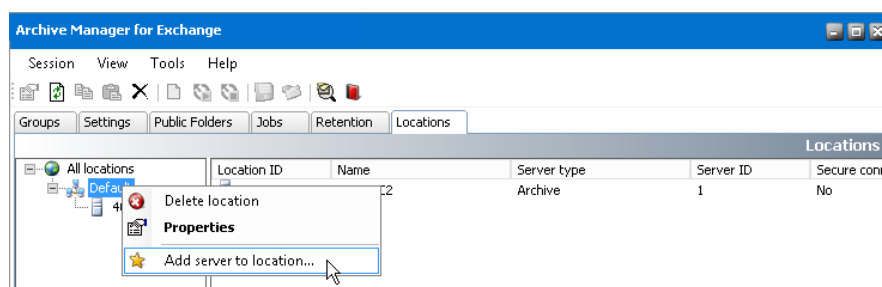 Archive Manager for Exchange
Session View Tools Help
Groups Settings Public Folders Jobs Retention Locations
Locations
All locations
Location ID Name Server type Server ID Secure
Default
Archive 1 No
Delete location
Properties
Add server to location...